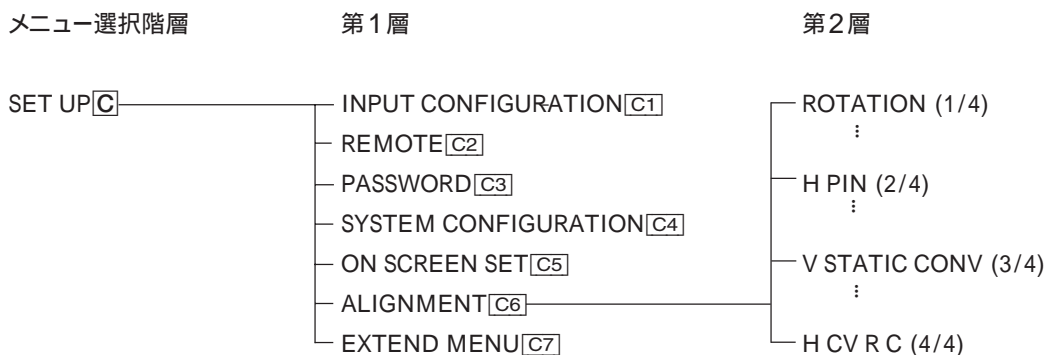 メニュー選択階層 第1層 第2層
SET UP C INPUT CONFIGURATION C1 ROTATION (1/4)
REMOTE C2
PASSWORD C3 H PIN (2/4)
SYSTEM CONFIGURATION C4
ON SCREEN SET C5 V STATIC CONV (3/4)
ALIGNMENT C6
EXTEND MENU C7 H CV R C (4/4)